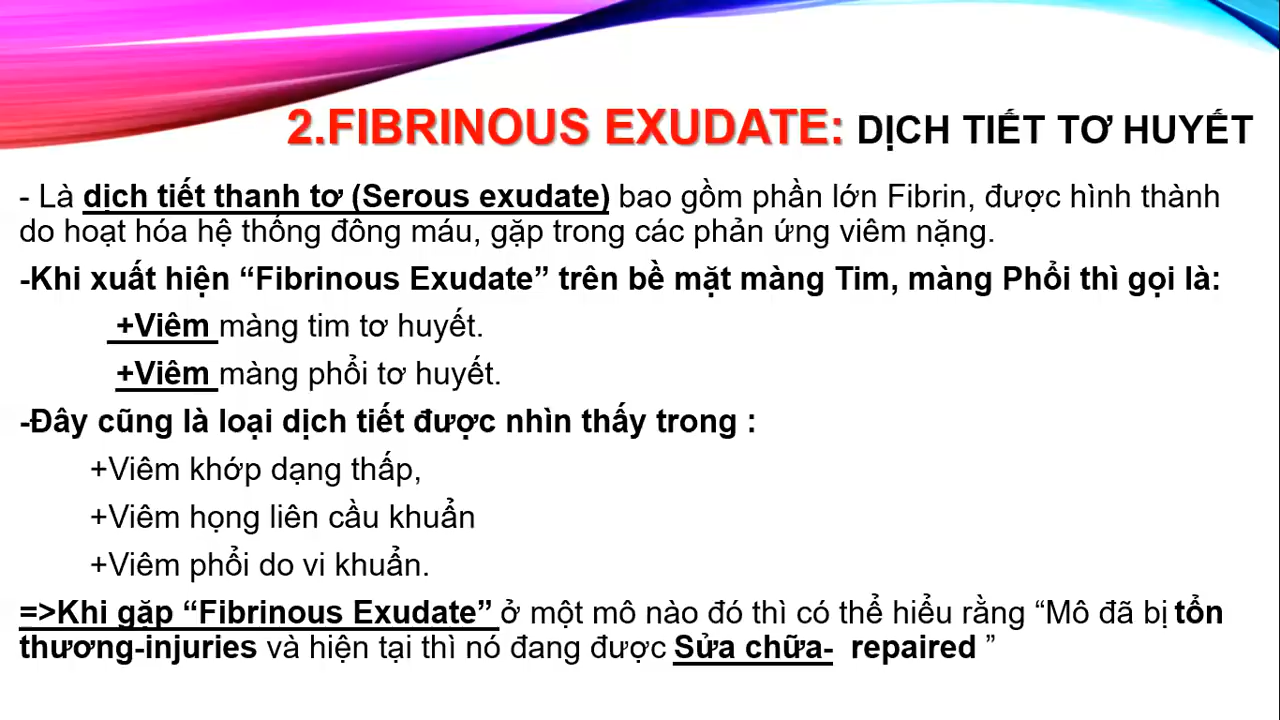 2.FIBRINOUS EXUDATE: DỊCH TIẾT TƠ HUYẾT
- Là dịch tiết thanh tơ (Serous exudate) bao gồm phần lớn Fibrin, được hình thành
do hoạt hóa hệ thống đông máu, gặp trong các phản ứng viêm nặng.
-Khi xuất hiện “Fibrinous Exudate” trên bề mặt màng Tim, màng Phổi thì gọi là:
+Viêm màng tim tơ huyết.
+Viêm màng phổi tơ huyết.
-Đây cũng là loại dịch tiết được nhìn thấy trong :
+Viêm khớp dạng thấp,
+Viêm họng liên cầu khuẩn
+Viêm phổi do vi khuẩn.
=>Khi gặp “Fibrinous Exudate” ở một mô nào đó thì có thể hiểu rằng “Mô đã bị tổn
thương-injuries và hiện tại thì nó đang được Sửa chữa- repaired ”